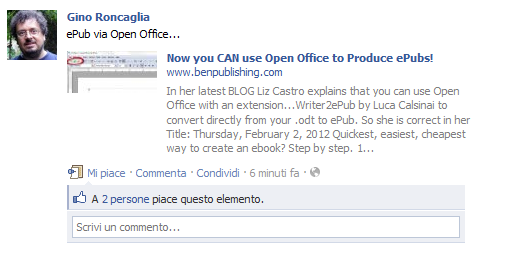 Gino Roncaglia
ePub via Open Office...
Now you CAN use Open Office to Produce ePubs!
www.benpublishing.com
In her latest BLOG Liz Castro explains that you can use Open
Office with an extension...Writer2ePub by Luca Calsinai to
convert directly from your .odt to ePub. So she is correct in her
Title: Thursday, February 2, 2012 Quickest, easiest, cheapest
way to create an ebook? Step by step. 1...
Mi piace · Commenta · Condividi · 6 minuti fa ·
A 2 persone piace questo elemento.
Scrivi un commento...